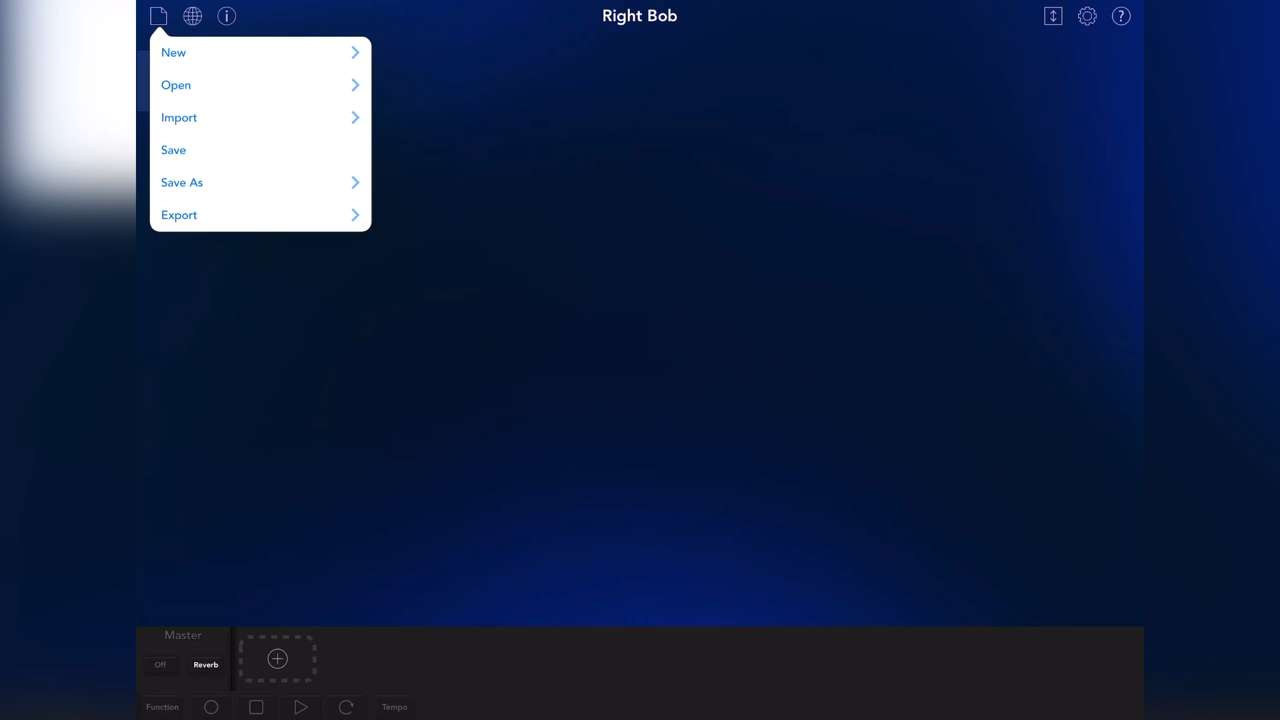 Right Bob
New
Open
Import
Save
Save As
Export
Master
Off
Reverb
Function
Tempo